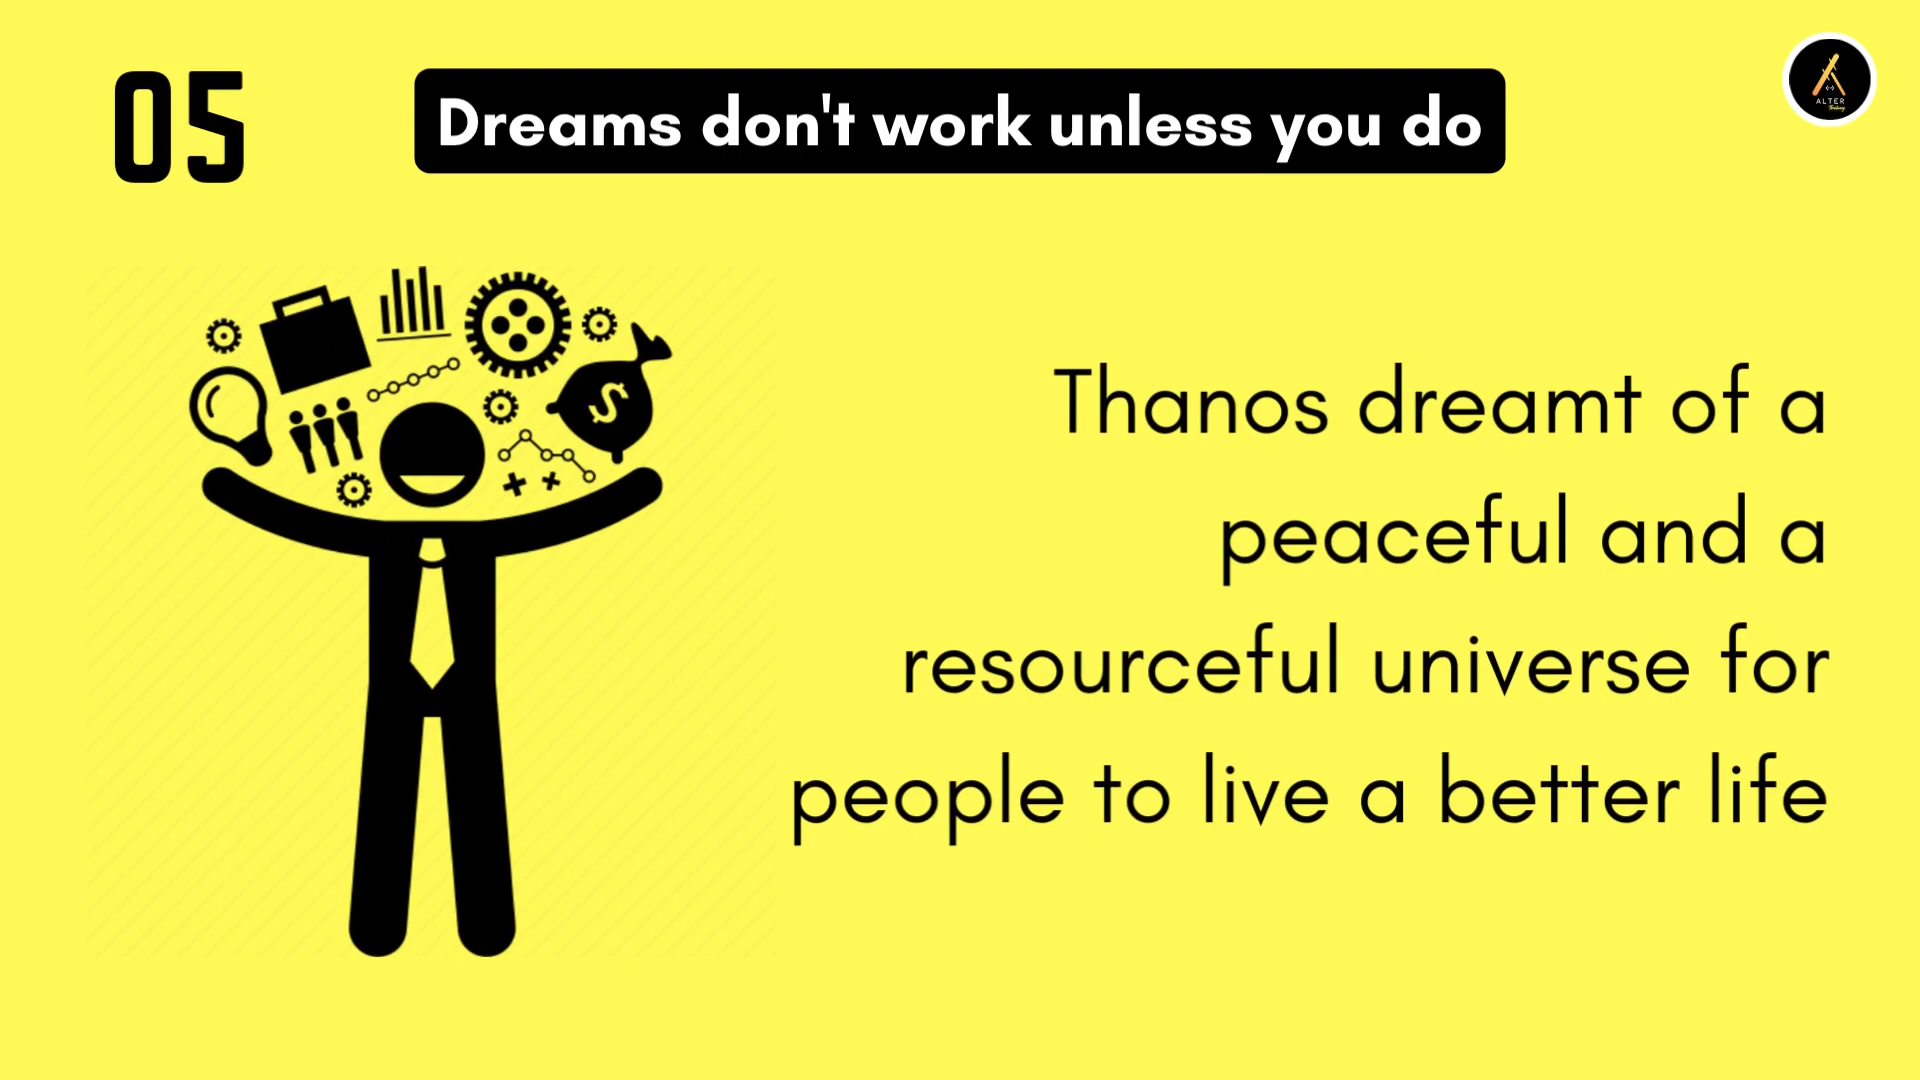 05
Dreams don't work unless you do
ALTER
Thinking
$
Thanos dreamt of a
peaceful and a
resourceful universe for
people to live a better life